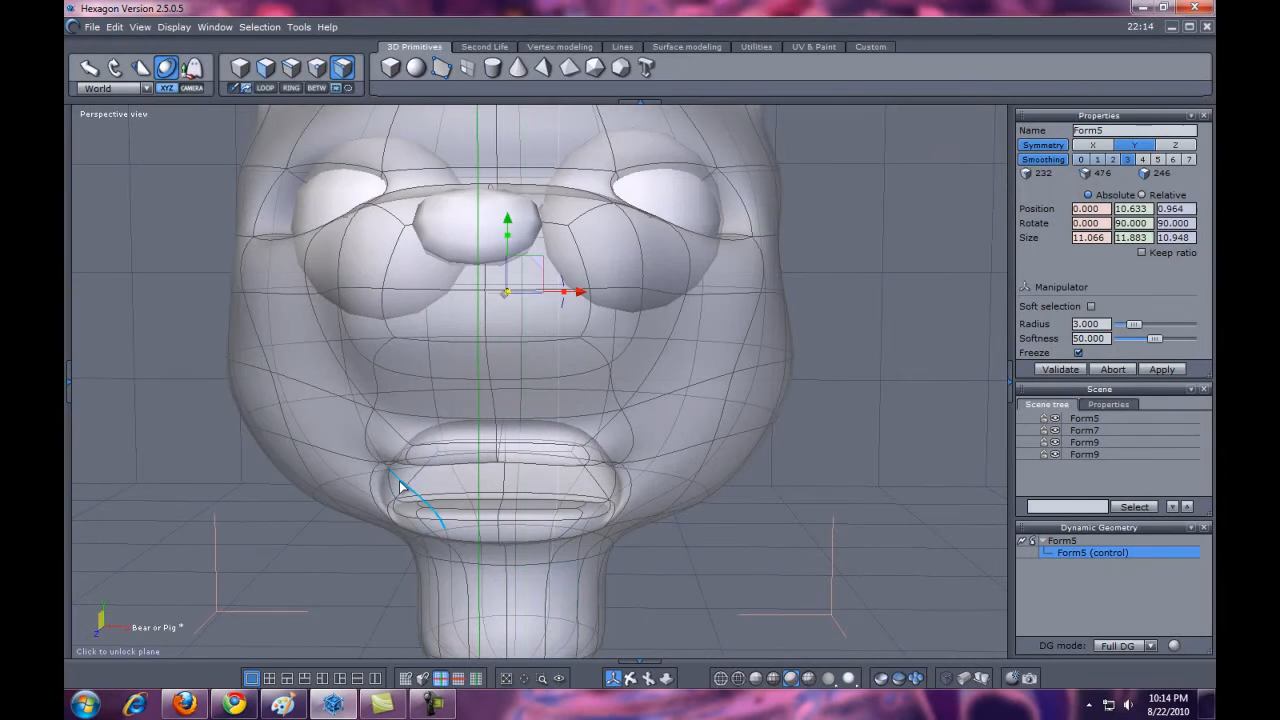 Hexagon Version 2.5.0.5
File Edit View Display Window Selection Tools Help
22:14
3D Primitives Second Life Vertex modeling Lines Surface modeling Utilities UV & Paint Custom
World XYZ CAMERA LOOP RING BETW
Perspective view
Properties
Name Form5
Symmetry X Y Z
Smoothing 0 1 2 3 4 5 6 7
232 476 246
Absolute Relative
Position 0.000 10.633 0.964
Rotate 0.000 90.000 90.000
Size 11.066 11.883 10.948
Keep ratio
Manipulator
Soft selection
Radius 3.000
Softness 50.000
Freeze
Validate Abort Apply
Scene
Scene tree Properties
Form5
Form7
Form9
Form9
Select
Dynamic Geometry
Form5
Form5 (control)
Y
Z
Bear or Pig *
Click to unlock plane
DG mode: Full DG
10:14 PM
8/22/2010